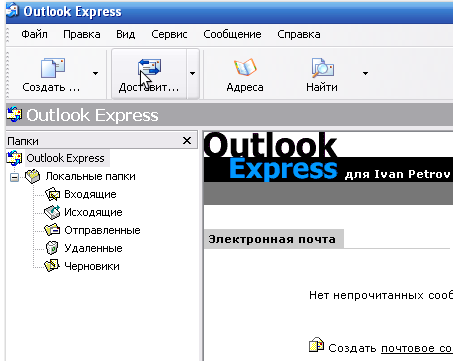 Outlook Express
Файл Правка Вид Сервис Сообщение Справка
Создать ... Доставит... Адреса Найти
Outlook Express
Папки
Outlook Express
Локальные папки
Входящие
Исходящие
Отправленные
Удаленные
Черновики
Outlook
Express для Ivan Petrov
Электронная почта
Нет непрочитанных сооб
Создать почтовое со